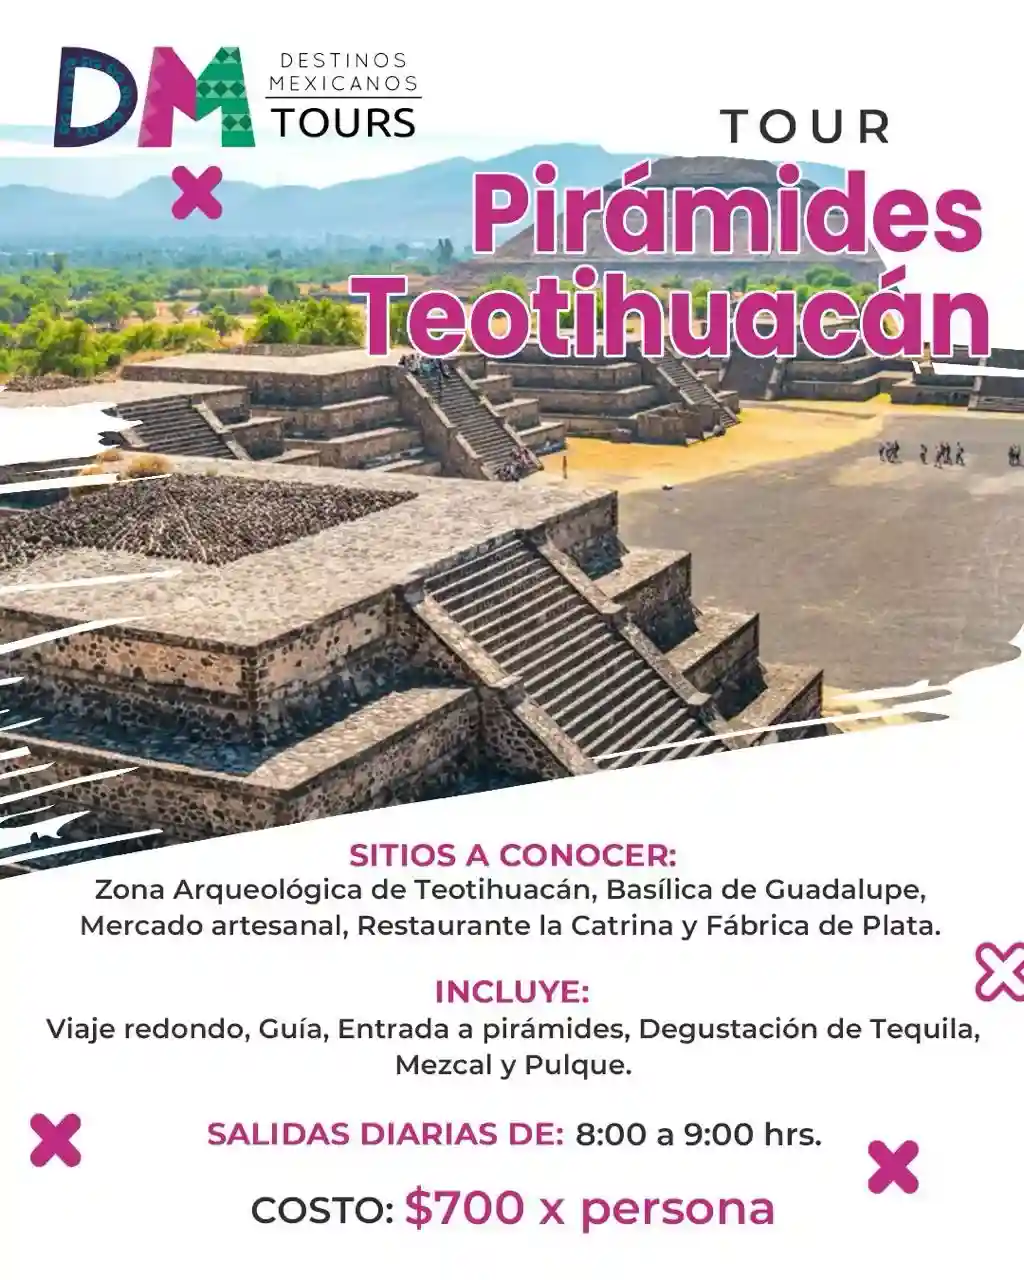 DM
DESTINOS
MEXICANOS
TOURS
TOUR
Pirámides
Teotihuacán
SITIOS A CONOCER:
Zona Arqueológica de Teotihuacán, Basílica de Guadalupe,
Mercado artesanal, Restaurante la Catrina y Fábrica de Plata.
INCLUYE:
Viaje redondo, Guía, Entrada a pirámides, Degustación de Tequila,
Mezcal y Pulque.
SALIDAS DIARIAS DE: 8:00 a 9:00 hrs.
COSTO: $700 x persona